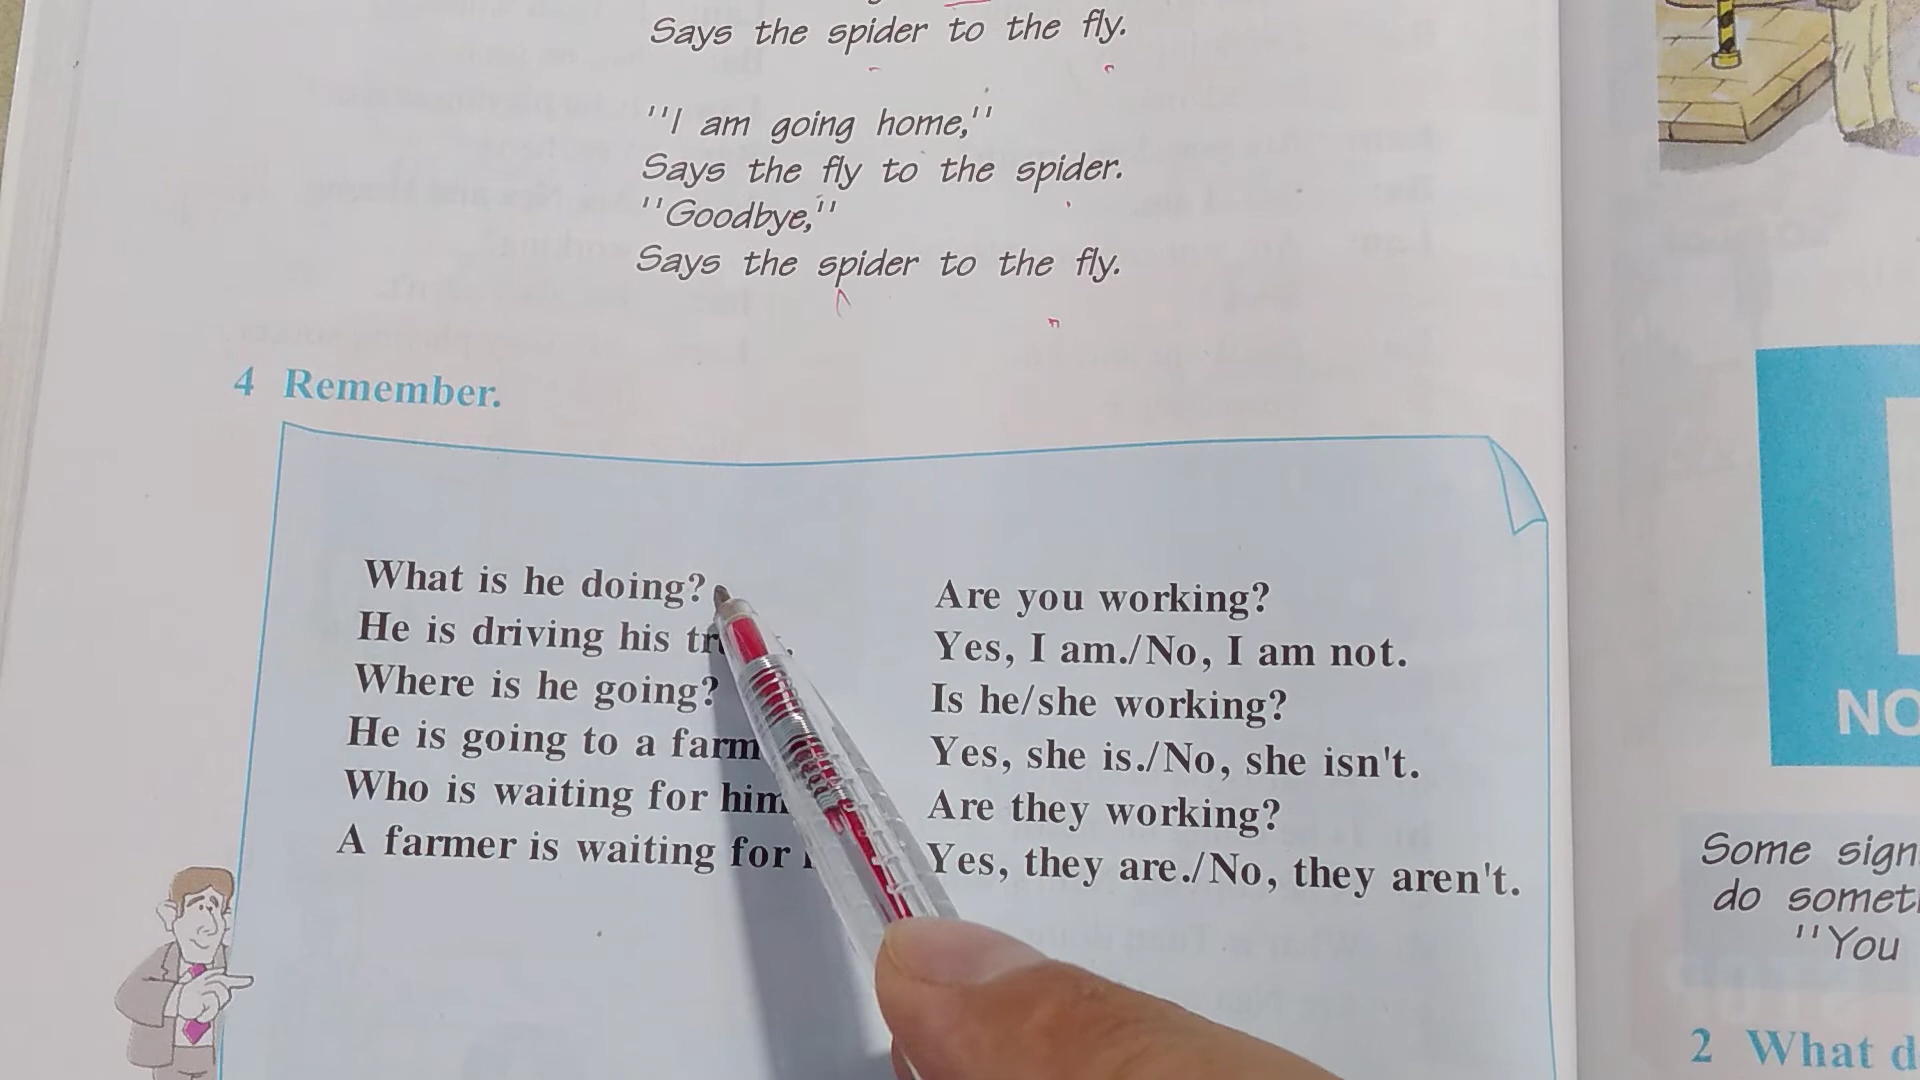 Says the spider to the fly.
"I am going home,"
Says the fly to the spider.
"Goodbye,"
Says the spider to the fly.
4 Remember.
What is he doing?
He is driving his
Where is he going?
He is going to a farm
Who is waiting for him
A farmer is waiting for
Are you working?
Yes, I am./No, I am not.
Is he/she working?
Yes, she is./No, she isn't.
Are they working?
Yes, they are./No, they aren't.
NO
Some sign
do somet
"You
2 What d